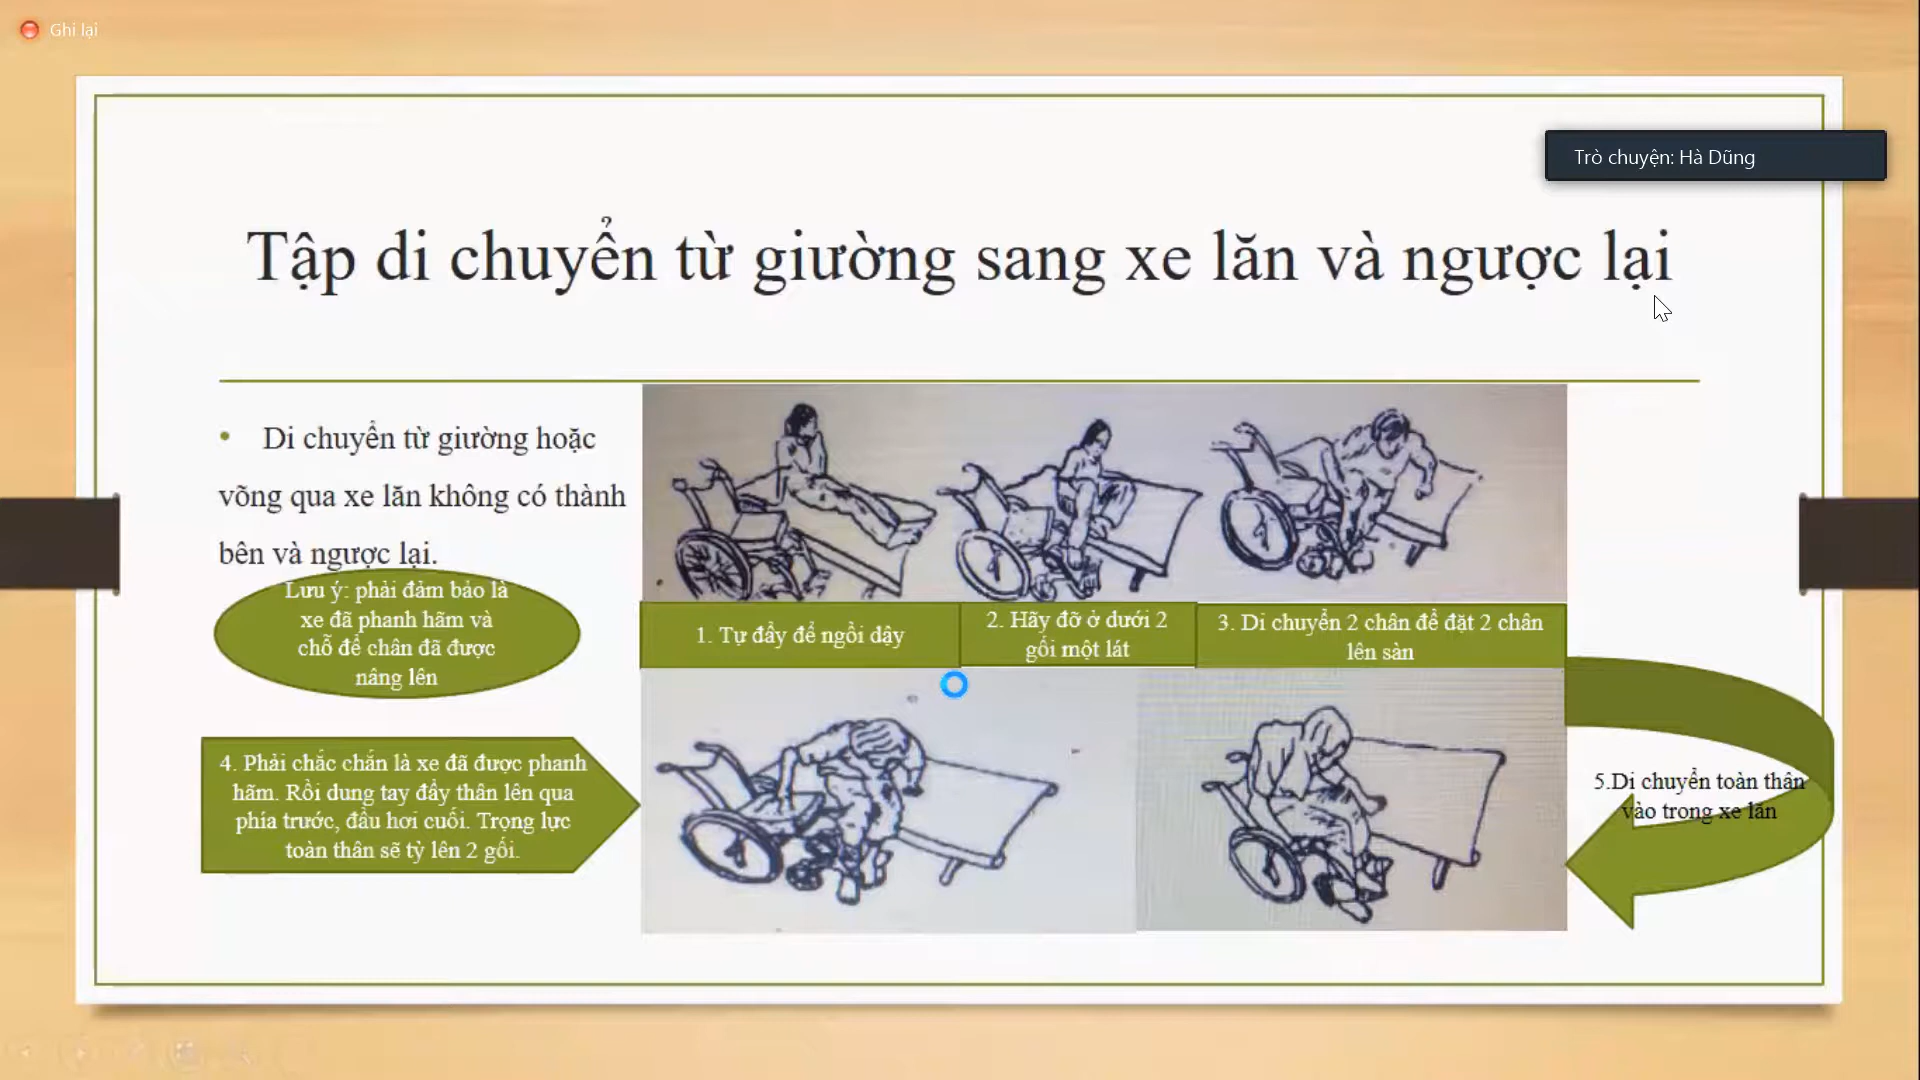 Ghi lại
Trò chuyện: Hà Dũng
Tập di chuyển từ giường sang xe lăn và ngược lại
• Di chuyển từ giường hoặc
võng qua xe lăn không có thành
bên và ngược lại.
Lưu ý: phải đảm bảo là
xe đã phanh hãm và
chỗ để chân đã được
nâng lên
1. Tự đẩy để ngồi dậy
2. Hãy đỡ ở dưới 2
gối một lát
3. Di chuyển 2 chân để đặt 2 chân
lên sàn
4. Phải chắc chắn là xe đã được phanh
hãm. Rồi dung tay đẩy thân lên qua
phía trước, đầu hơi cuối. Trọng lực
toàn thân sẽ tỳ lên 2 gối.
5.Di chuyển toàn thân
vào trong xe lăn